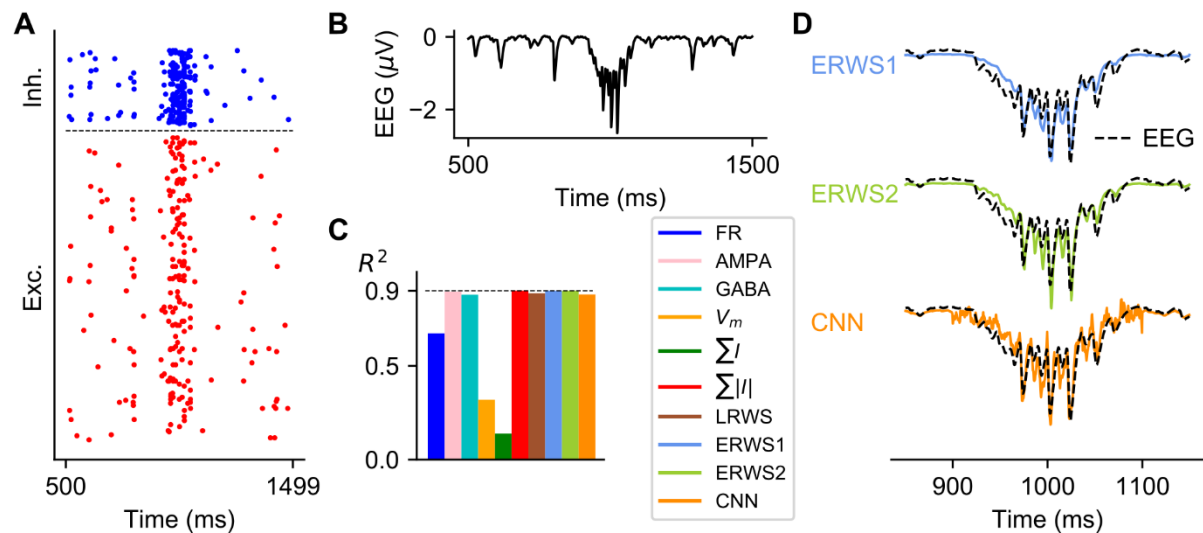 A
Inh.
Exc.
500
1499
Time (ms)
B
0
−2
EEG (μV)
500
1500
Time (ms)
C
R²
0.9
0.5
0.0
FR
AMPA
GABA
Vₘ
∑I
∑|I|
LRWS
ERWS1
ERWS2
CNN
D
ERWS1
EEG
ERWS2
CNN
900
1000
1100
Time (ms)